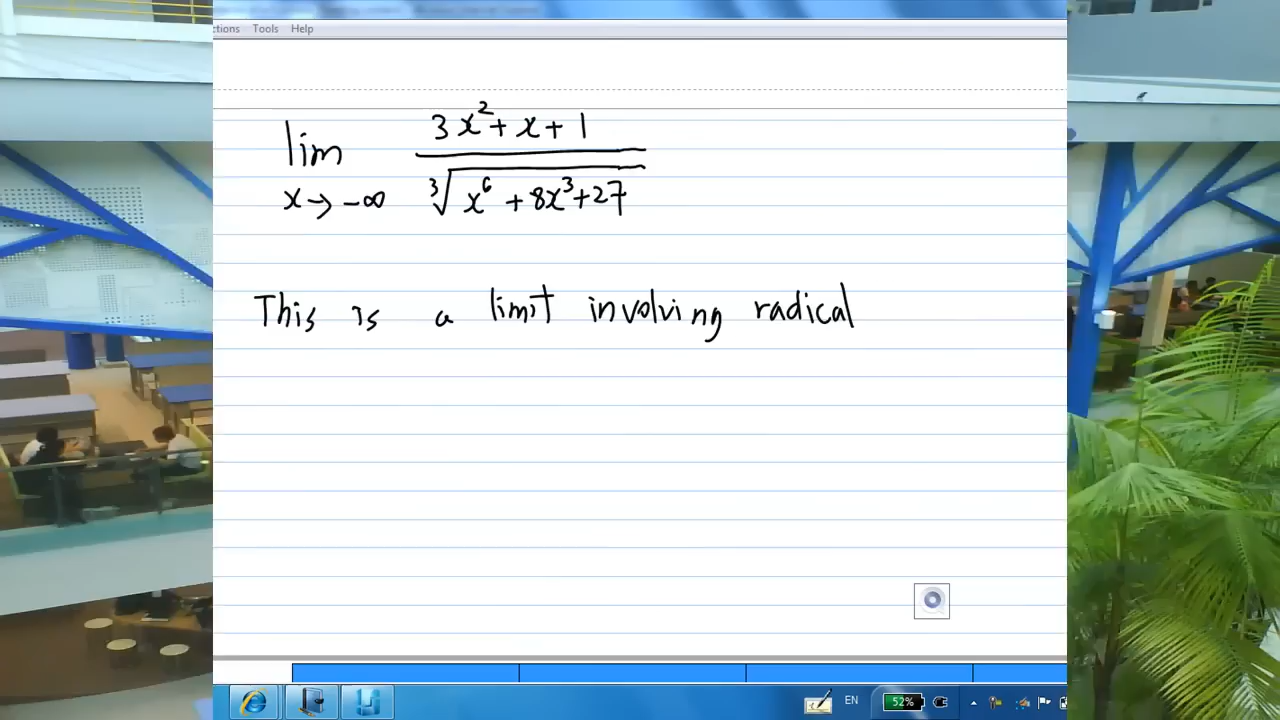 ctions Tools Help
lim x→-∞ (3x²+x+1)/∛(x⁶+8x³+27)
This is a limit involving radical
EN 52%